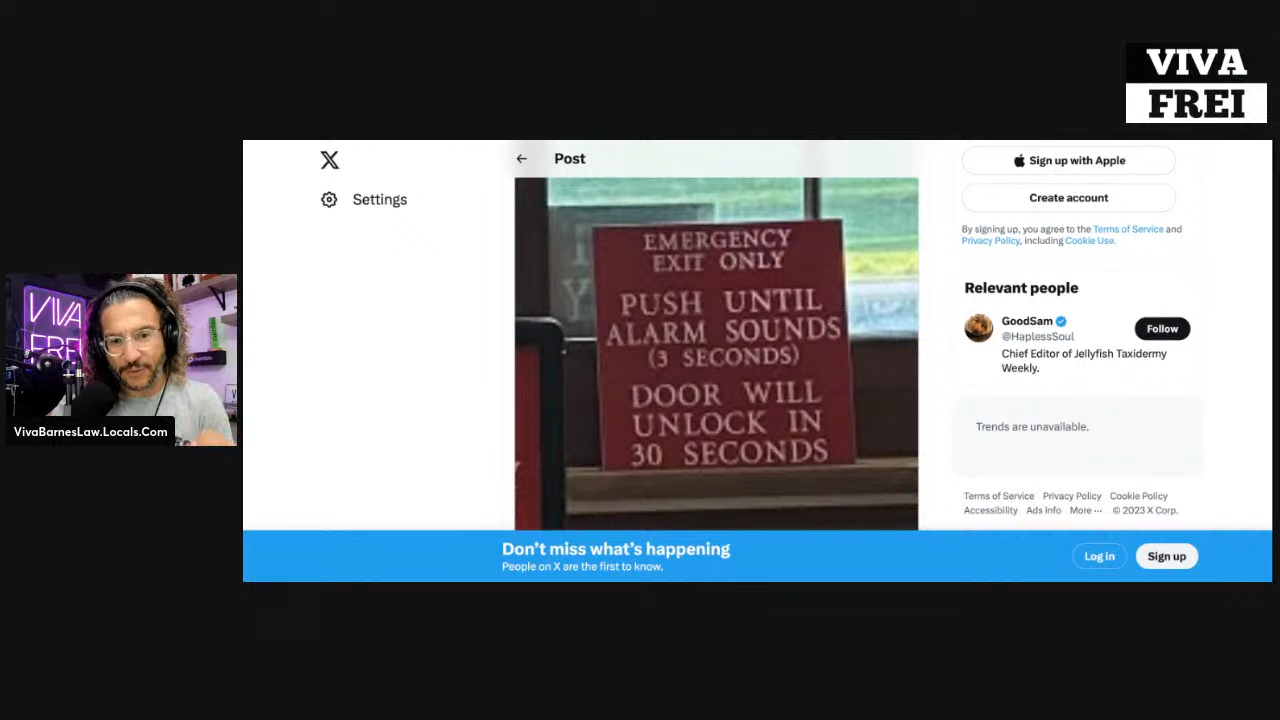 VIVA
FREI
Post
Settings
Sign up with Apple
Create account
By signing up, you agree to the Terms of Service and
Privacy Policy, including Cookie Use.
EMERGENCY
EXIT ONLY
PUSH UNTIL
ALARM SOUNDS
(3 SECONDS)
DOOR WILL
UNLOCK IN
30 SECONDS
Relevant people
GoodSam
@HaplessSoul
Follow
Chief Editor of Jellyfish Taxidermy
Weekly.
Trends are unavailable.
Terms of Service Privacy Policy Cookie Policy
Accessibility Ads info More ··· © 2023 X Corp.
VIVA
FREI
rumble
VivaBarnesLaw.Locals.Com
Don't miss what's happening
People on X are the first to know.
Log in
Sign up